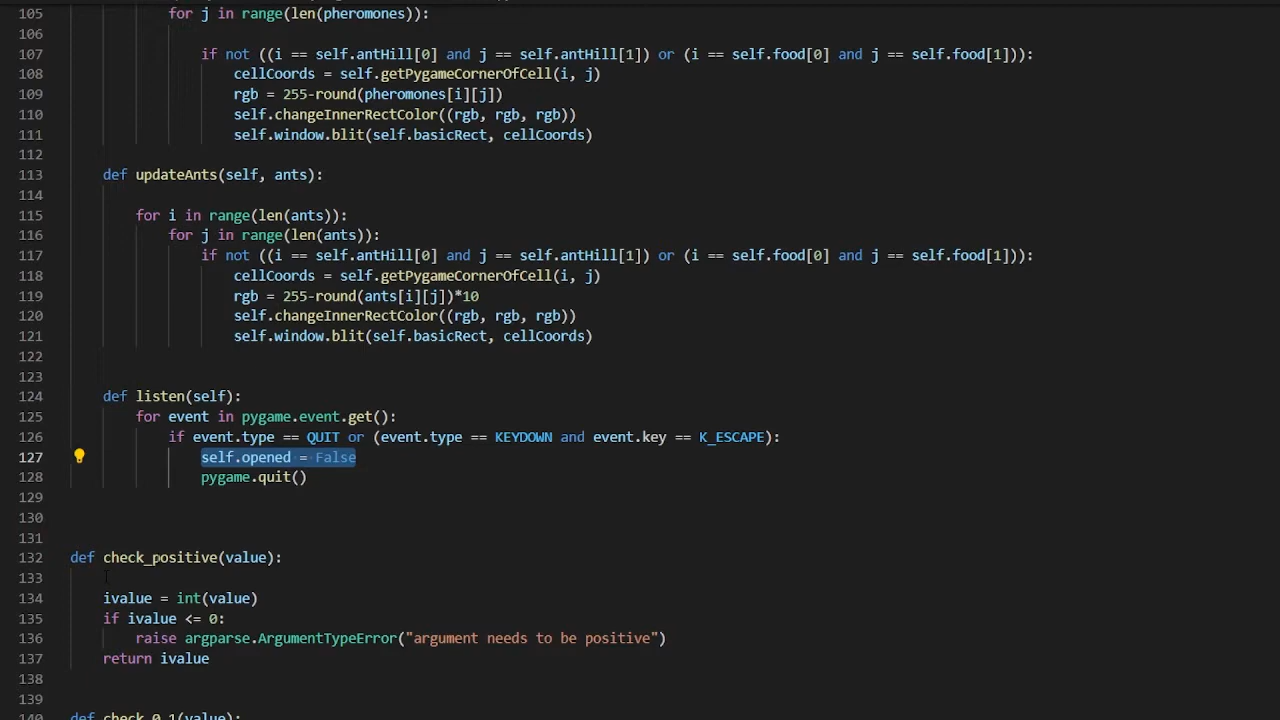 105 for j in range(len(pheromones)):
106
107 if not ((i == self.antHill[0] and j == self.antHill[1]) or (i == self.food[0] and j == self.food[1])):
108 cellCoords = self.getPygameCornerOfCell(i, j)
109 rgb = 255-round(pheromones[i][j])
110 self.changeInnerRectColor((rgb, rgb, rgb))
111 self.window.blit(self.basicRect, cellCoords)
112
113 def updateAnts(self, ants):
114
115 for i in range(len(ants)):
116 for j in range(len(ants)):
117 if not ((i == self.antHill[0] and j == self.antHill[1]) or (i == self.food[0] and j == self.food[1])):
118 cellCoords = self.getPygameCornerOfCell(i, j)
119 rgb = 255-round(ants[i][j])*10
120 self.changeInnerRectColor((rgb, rgb, rgb))
121 self.window.blit(self.basicRect, cellCoords)
122
123
124 def listen(self):
125 for event in pygame.event.get():
126 if event.type == QUIT or (event.type == KEYDOWN and event.key == K_ESCAPE):
127 self.opened = False
128 pygame.quit()
129
130
131
132 def check_positive(value):
133
134 ivalue = int(value)
135 if ivalue <= 0:
136 raise argparse.ArgumentTypeError("argument needs to be positive")
137 return ivalue
138
139
140 def check_0_1(value):